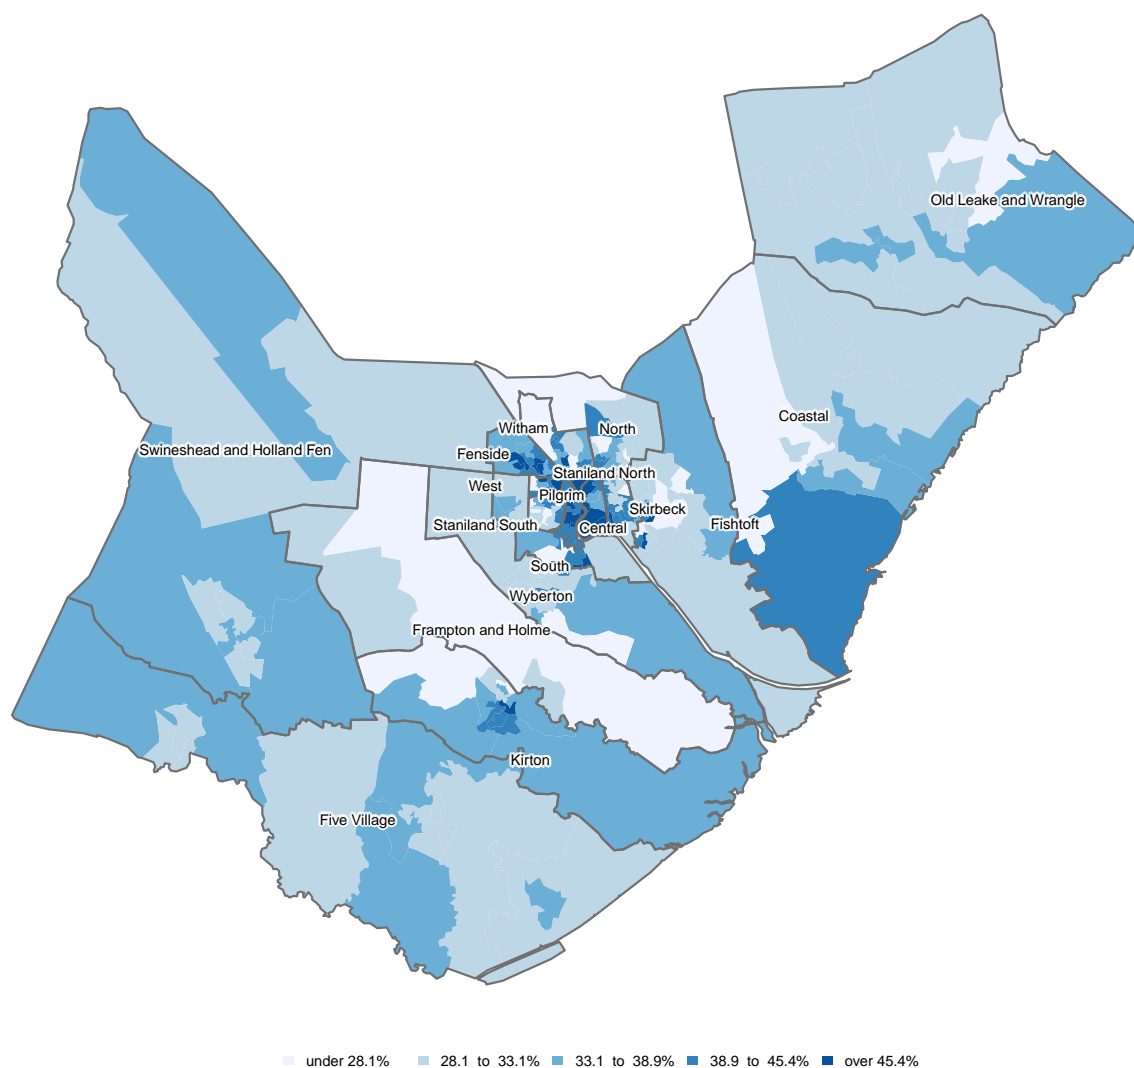 Old Leake and Wrangle
Coastal
Witham
North
Swineshead and Holland Fen
Fenside
Staniland North
West
Pilgrim
Skirbeck
Staniland South
Central
Fishtoft
South
Wyberton
Frampton and Holme
Kirton
Five Village
under 28.1%
28.1 to 33.1%
33.1 to 38.9%
38.9 to 45.4%
over 45.4%